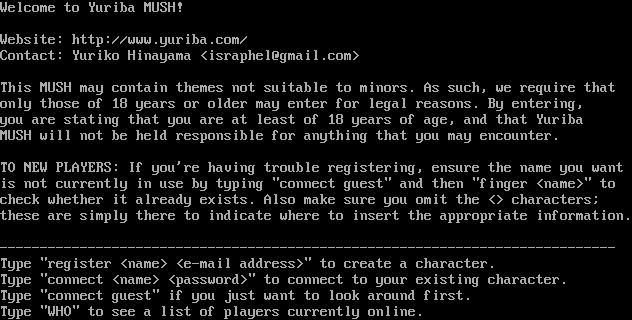 Welcome to Yuriba MUSH!
Website: http://www.yuriba.com/
Contact: Yuriko Hinayama <israphel@gmail.com>
This MUSH may contain themes not suitable to minors. As such, we require that
only those of 18 years or older may enter for legal reasons. By entering,
you are stating that you are at least of 18 years of age, and that Yuriba
MUSH will not be held responsible for anything that you may encounter.
TO NEW PLAYERS: If you're having trouble registering, ensure the name you want
is not currently in use by typing "connect guest" and then "finger <name>" to
check whether it already exists. Also make sure you omit the <> characters;
these are simply there to indicate where to insert the appropriate information.
Type "register <name> <e-mail address>" to create a character.
Type "connect <name> <password>" to connect to your existing character.
Type "connect guest" if you just want to look around first.
Type "WHO" to see a list of players currently online.